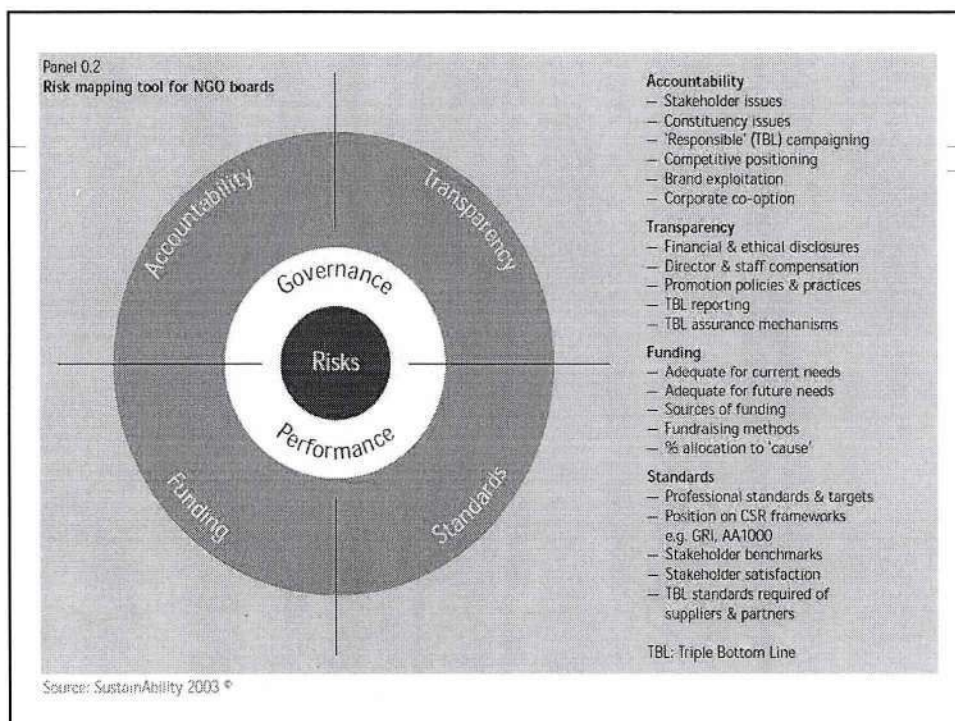 Panel 0.2
Risk mapping tool for NGO boards
Accountability
Transparency
Governance
Risks
Performance
Funding
Standards
Accountability
— Stakeholder issues
— Constituency issues
— 'Responsible' (TBL) campaigning
— Competitive positioning
— Brand exploitation
— Corporate co-option
Transparency
— Financial & ethical disclosures
— Director & staff compensation
— Promotion policies & practices
— TBL reporting
— TBL assurance mechanisms
Funding
— Adequate for current needs
— Adequate for future needs
— Sources of funding
— Fundraising methods
— % allocation to 'cause'
Standards
— Professional standards & targets
— Position on CSR frameworks
e.g. GRI, AA1000
— Stakeholder benchmarks
— Stakeholder satisfaction
— TBL standards required of
suppliers & partners
TBL: Triple Bottom Line
Source: SustainAbility 2003 ©